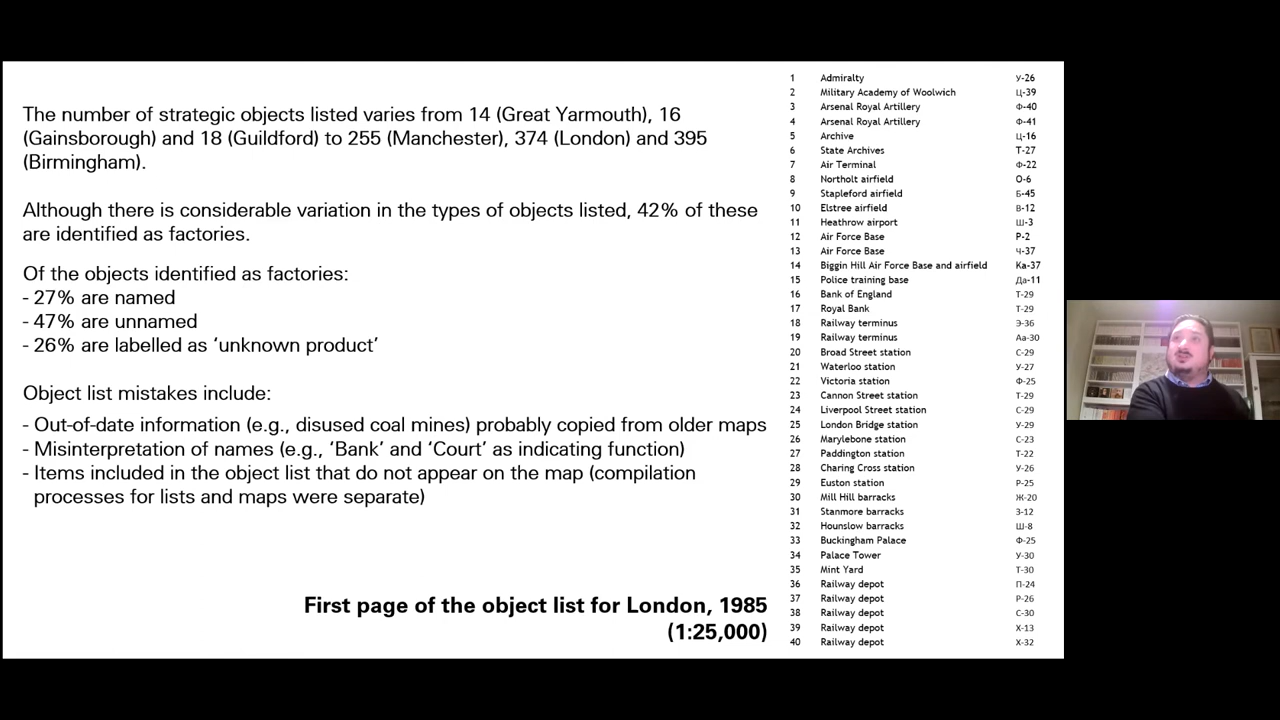 The number of strategic objects listed varies from 14 (Great Yarmouth), 16
(Gainsborough) and 18 (Guildford) to 255 (Manchester), 374 (London) and 395
(Birmingham).
Although there is considerable variation in the types of objects listed, 42% of these
are identified as factories.
Of the objects identified as factories:
- 27% are named
- 47% are unnamed
- 26% are labelled as ‘unknown product’
Object list mistakes include:
- Out-of-date information (e.g., disused coal mines) probably copied from older maps
- Misinterpretation of names (e.g., ‘Bank’ and ‘Court’ as indicating function)
- Items included in the object list that do not appear on the map (compilation
processes for lists and maps were separate)
First page of the object list for London, 1985
(1:25,000)
1 Admiralty У-26
2 Military Academy of Woolwich Ц-39
3 Arsenal Royal Artillery Ф-40
4 Arsenal Royal Artillery Ф-41
5 Archive Ц-16
6 State Archives Т-27
7 Air Terminal Ф-22
8 Northolt airfield О-6
9 Stapleford airfield Б-45
10 Elstree airfield В-12
11 Heathrow airport Ш-3
12 Air Force Base Р-2
13 Air Force Base Ч-37
14 Biggin Hill Air Force Base and airfield Ка-37
15 Police training base Да-11
16 Bank of England Т-29
17 Royal Bank Т-29
18 Railway terminus Э-36
19 Railway terminus Аа-30
20 Broad Street station С-29
21 Waterloo station У-27
22 Victoria station Ф-25
23 Cannon Street station Т-29
24 Liverpool Street station С-29
25 London Bridge station У-29
26 Marylebone station С-23
27 Paddington station Т-22
28 Charing Cross station У-26
29 Euston station Р-25
30 Mill Hill barracks Ж-20
31 Stanmore barracks З-12
32 Hounslow barracks Ш-8
33 Buckingham Palace Ф-25
34 Palace Tower У-30
35 Mint Yard Т-30
36 Railway depot П-24
37 Railway depot Р-26
38 Railway depot С-30
39 Railway depot Х-13
40 Railway depot Х-32